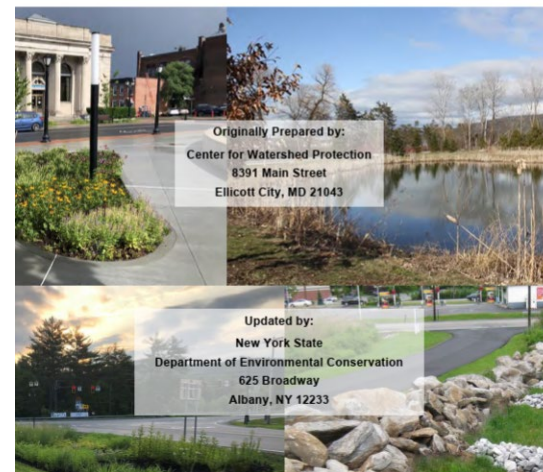 Originally Prepared by:
Center for Watershed Protection
8391 Main Street
Ellicott City, MD 21043
Updated by:
New York State
Department of Environmental Conservation
625 Broadway
Albany, NY 12233